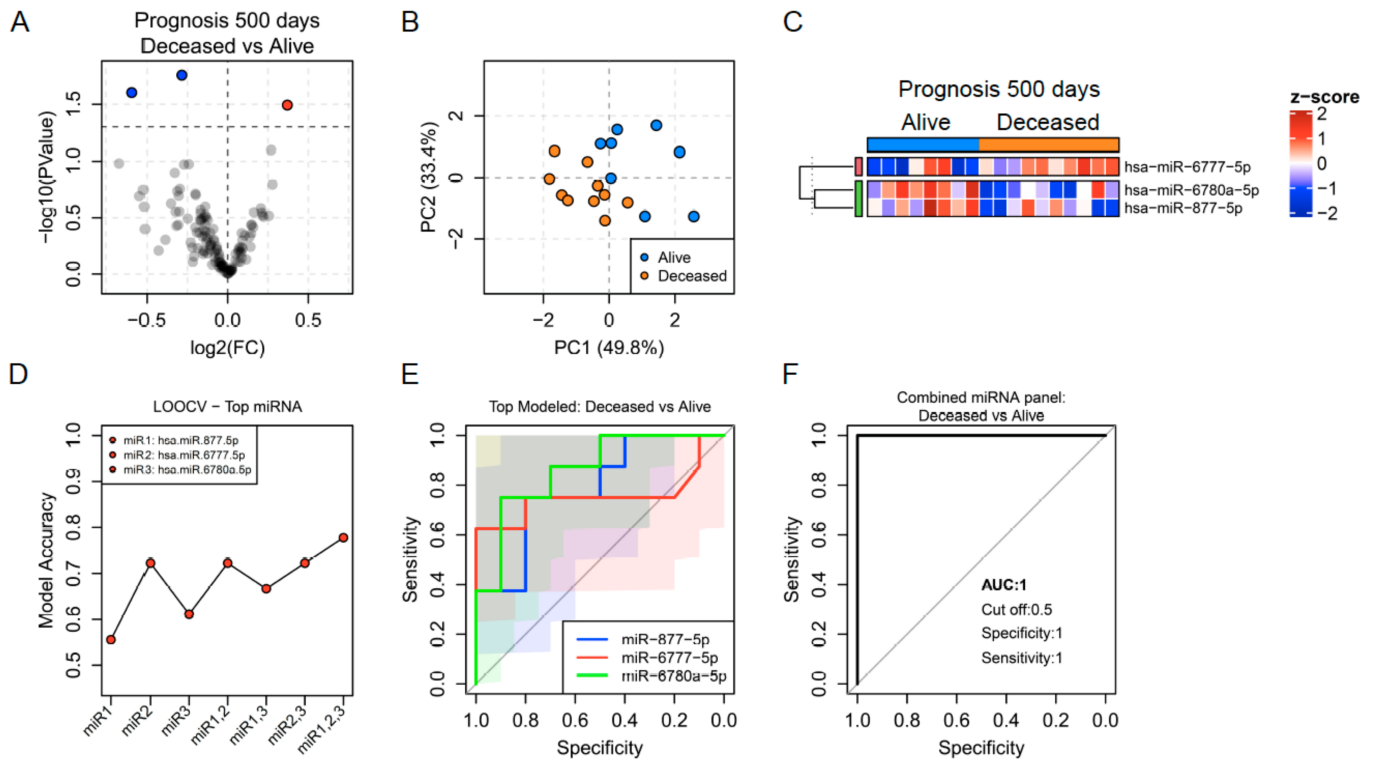 A
Prognosis 500 days
Deceased vs Alive
−log10(PValue)
1.5
1.0
0.5
0.0
−0.5
0.0
0.5
log2(FC)
B
PC2 (33.4%)
2
0
−2
−2
0
2
PC1 (49.8%)
Alive
Deceased
C
Prognosis 500 days
Alive
Deceased
hsa−miR−6777−5p
hsa−miR−6780a−5p
hsa−miR−877−5p
z−score
2
1
0
−1
−2
D
LOOCV − Top miRNA
Model Accuracy
1.0
0.9
0.8
0.7
0.6
0.5
miR1: hsa.miR.877.5p
miR2: hsa.miR.6777.5p
miR3: hsa.miR.6780a.5p
miR1
miR2
miR3
miR1,2
miR1,3
miR2,3
miR1,2,3
E
Top Modeled: Deceased vs Alive
Sensitivity
1.0
0.8
0.6
0.4
0.2
0.0
miR−877−5p
miR−6777−5p
miR−6780a−5p
1.0
0.8
0.6
0.4
0.2
0.0
Specificity
F
Combined miRNA panel:
Deceased vs Alive
Sensitivity
1.0
0.8
0.6
0.4
0.2
0.0
AUC:1
Cut off:0.5
Specificity:1
Sensitivity:1
1.0
0.8
0.6
0.4
0.2
0.0
Specificity